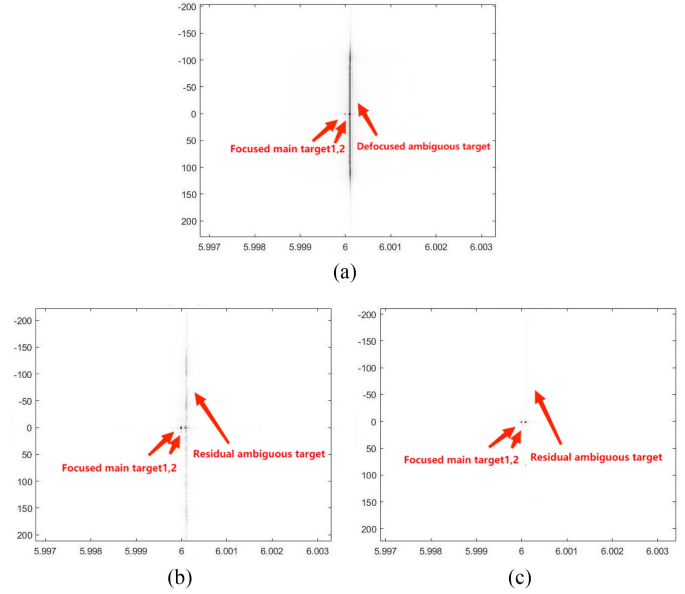 -200
-150
-100
-50
0
50
100
150
200
Focused main target1,2
Defocused ambiguous target
5.997 5.998 5.999 6 6.001 6.002 6.003
(a)
-200
-150
-100
-50
0
50
100
150
200
Focused main target1,2
Residual ambiguous target
5.997 5.998 5.999 6 6.001 6.002 6.003
(b)
-200
-150
-100
-50
0
50
100
150
200
Focused main target1,2
Residual ambiguous target
5.997 5.998 5.999 6 6.001 6.002 6.003
(c)